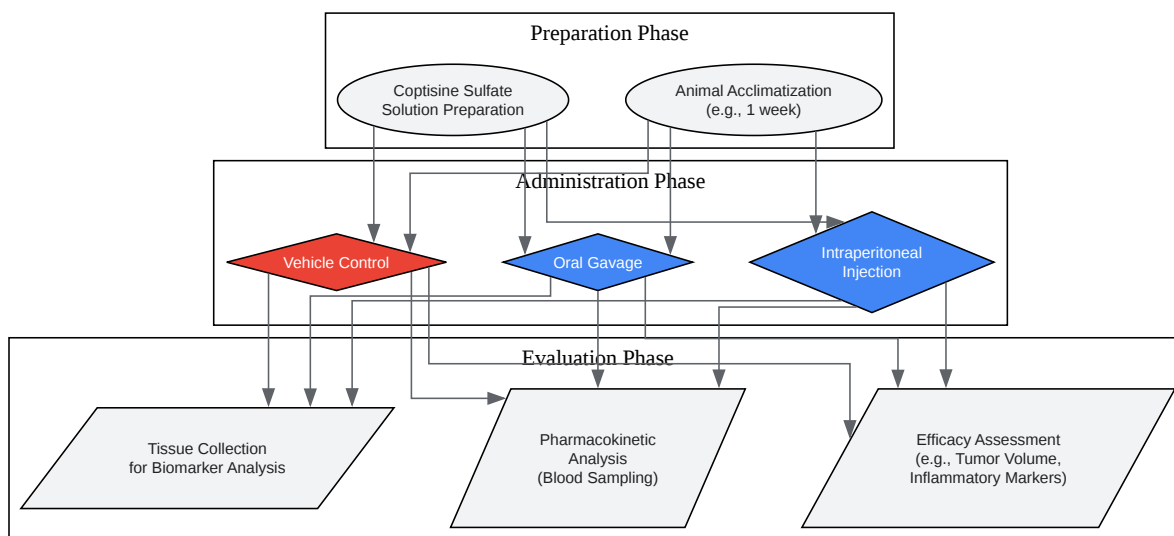 Preparation Phase
Coptisine Sulfate
Solution Preparation
Animal Acclimatization
(e.g., 1 week)
Administration Phase
Vehicle Control
Oral Gavage
Intraperitoneal
Injection
Evaluation Phase
Tissue Collection
for Biomarker Analysis
Pharmacokinetic
Analysis
(Blood Sampling)
Efficacy Assessment
(e.g., Tumor Volume,
Inflammatory Markers)